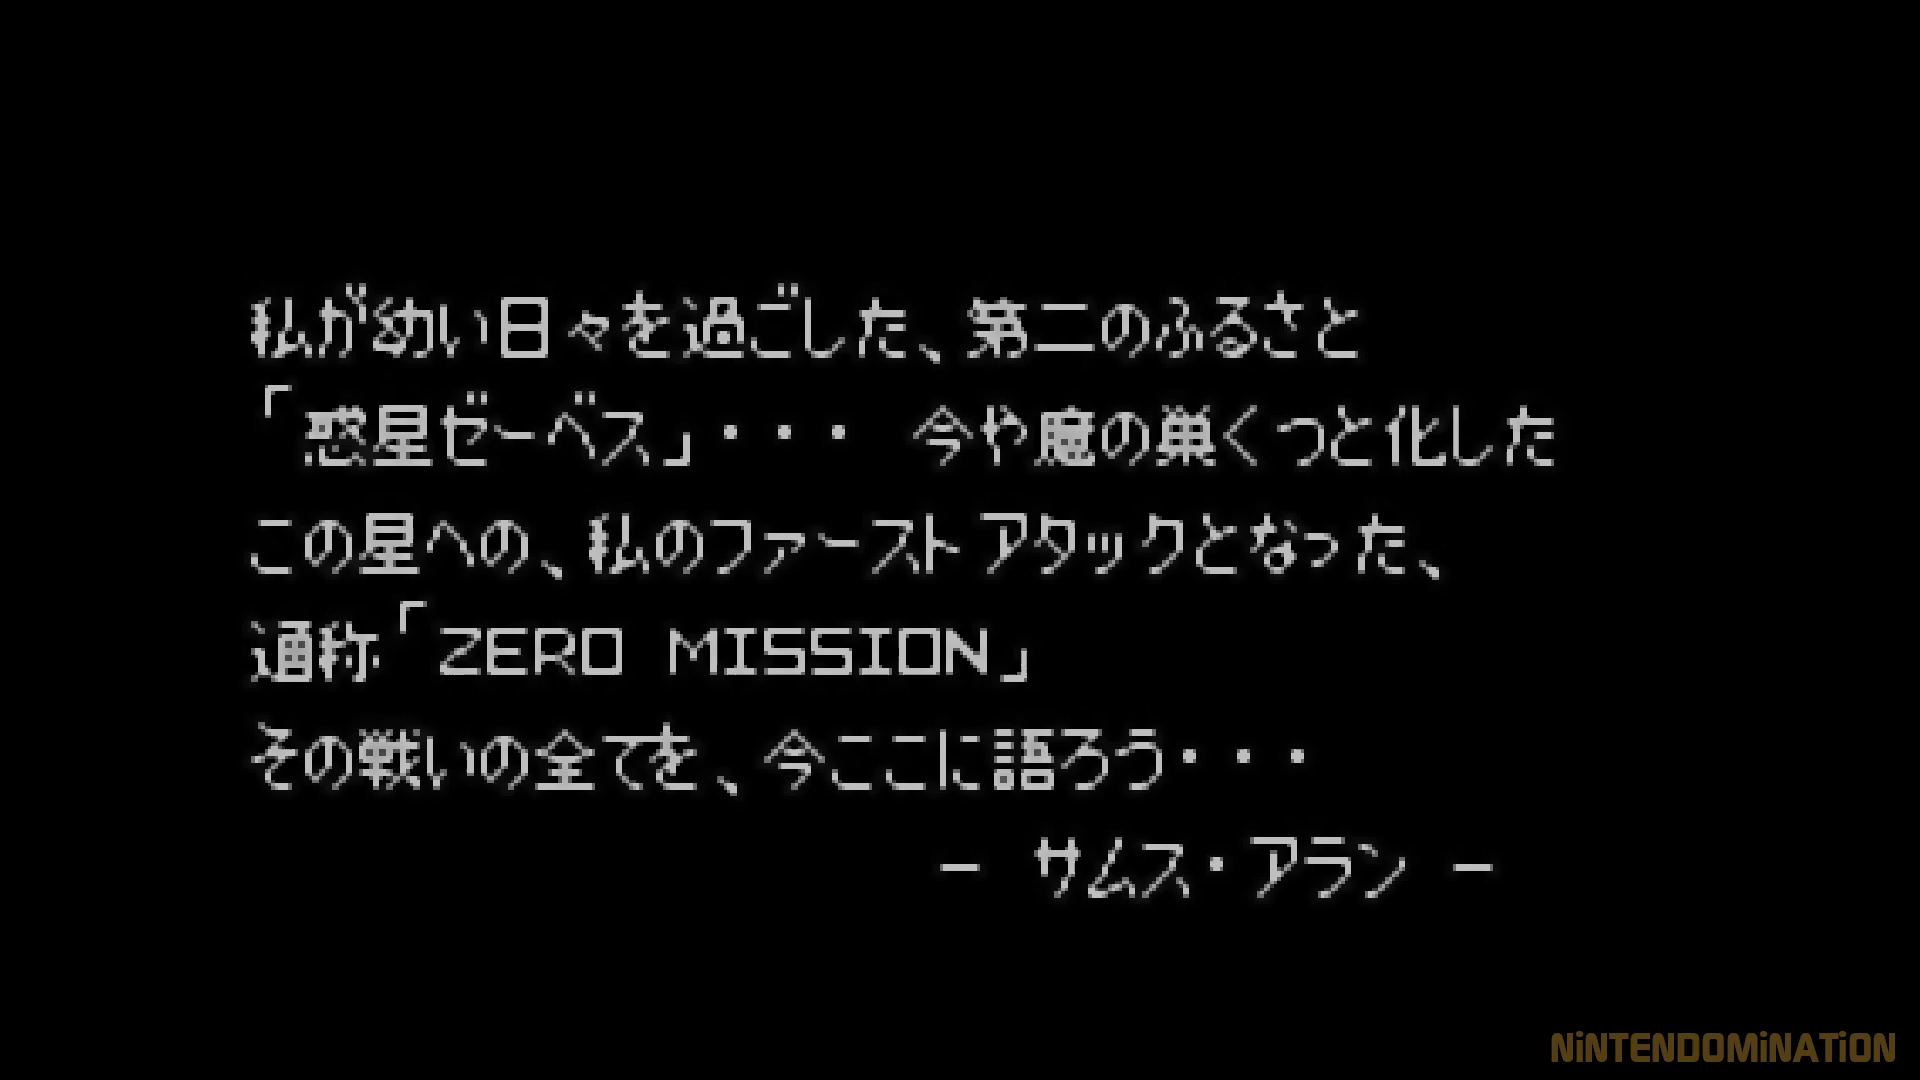 私が幼い日々を過ごした、第二のふるさと
「惑星ゼーベス」・・・ 今や魔の巣くつと化した
この星への、私のファーストアタックとなった、
通称「ZERO MISSION」
その戦いの全てを、今ここに語ろう・・・
– サムス・アラン –
NiNTENDOMiNATiON